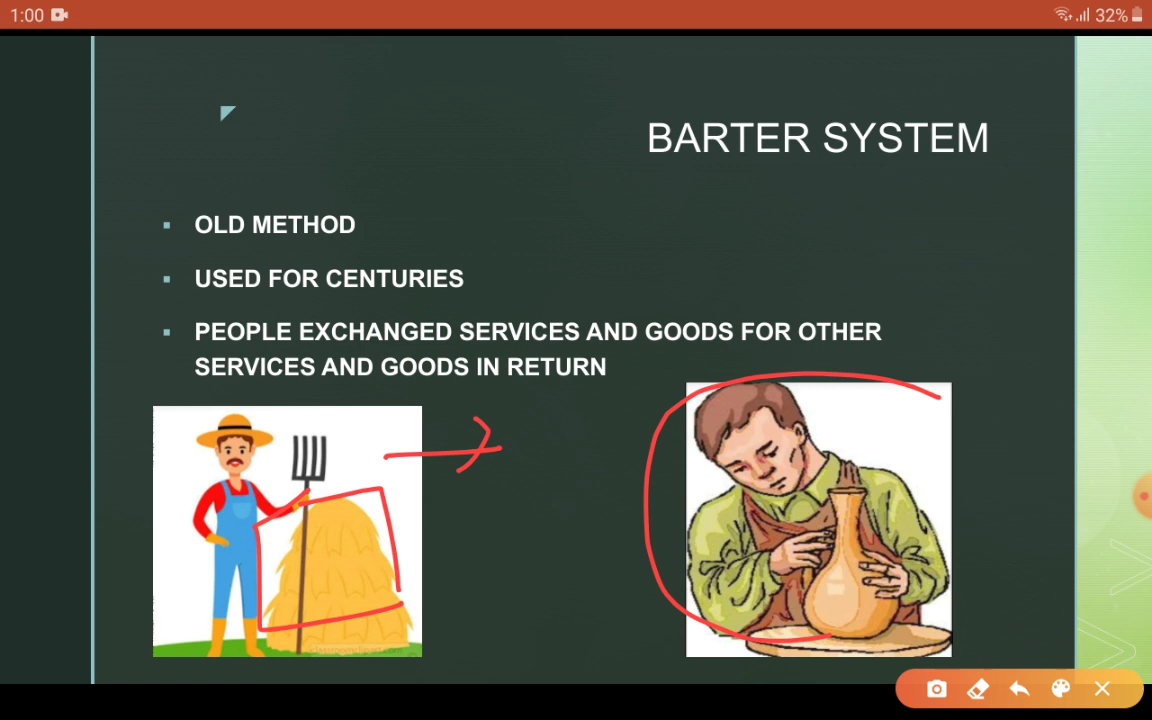 1:00
32%
BARTER SYSTEM
OLD METHOD
USED FOR CENTURIES
PEOPLE EXCHANGED SERVICES AND GOODS FOR OTHER
SERVICES AND GOODS IN RETURN